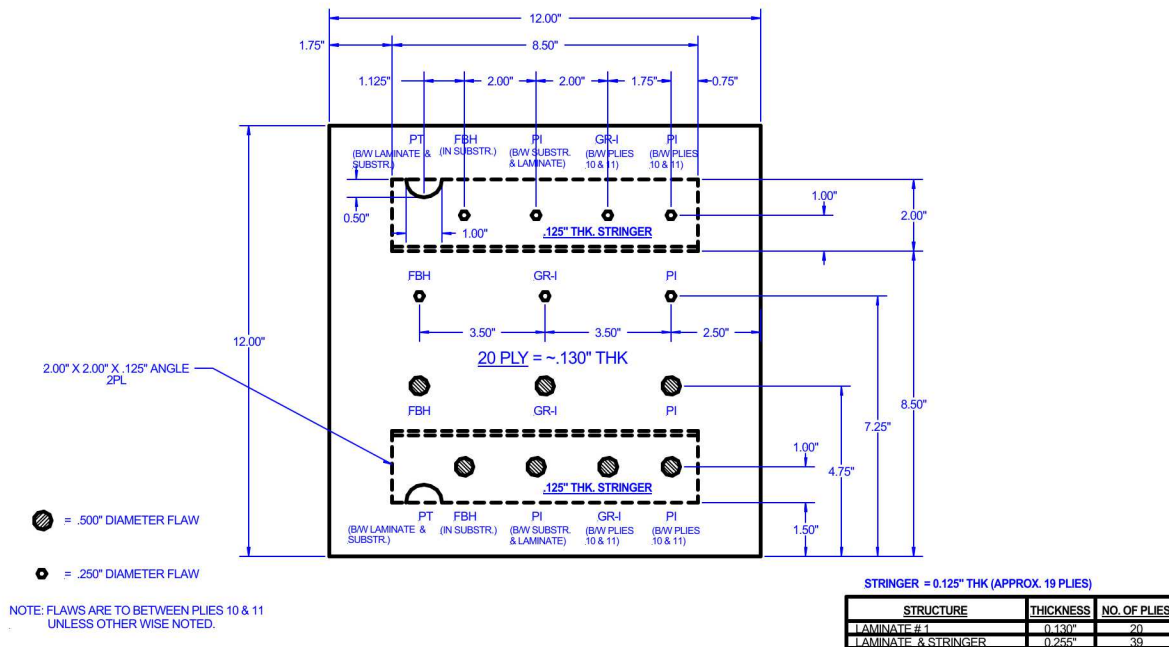 12.00"
1.75" 8.50"
1.125" 2.00" 2.00" 1.75" 0.75"
PT FBH PI GR-I PI
(B/W LAMINATE & SUBSTR.) (IN SUBSTR.) (B/W SUBSTR. & LAMINATE) (B/W PLIES 10 & 11) (B/W PLIES 10 & 11)
0.50" 1.00" 1.00" 2.00"
.125" THK. STRINGER
FBH GR-I PI
3.50" 3.50" 2.50"
12.00"
20 PLY = ~.130" THK
2.00" X 2.00" X .125" ANGLE
2PL
FBH GR-I PI
8.50"
7.25"
4.75"
1.00"
.125" THK. STRINGER
1.50"
PT FBH PI GR-I PI
(B/W LAMINATE & SUBSTR.) (IN SUBSTR.) (B/W SUBSTR. & LAMINATE) (B/W PLIES 10 & 11) (B/W PLIES 10 & 11)
= .500" DIAMETER FLAW
= .250" DIAMETER FLAW
NOTE: FLAWS ARE TO BETWEEN PLIES 10 & 11
UNLESS OTHER WISE NOTED.
STRINGER = 0.125" THK (APPROX. 19 PLIES)
STRUCTURE THICKNESS NO. OF PLIES
LAMINATE # 1 0.130" 20
LAMINATE & STRINGER 0.255" 39